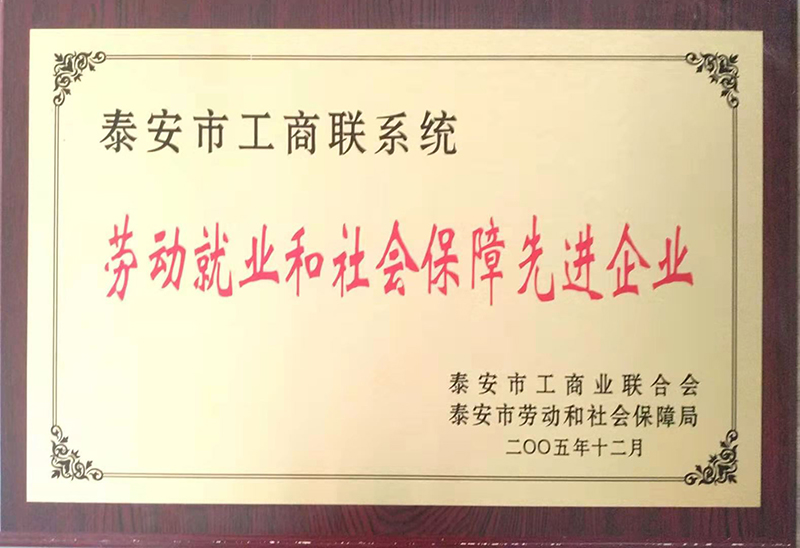 泰安市工商联系统
劳动就业和社会保障先进企业
泰安市工商业联合会
泰安市劳动和社会保障局
二〇〇五年十二月